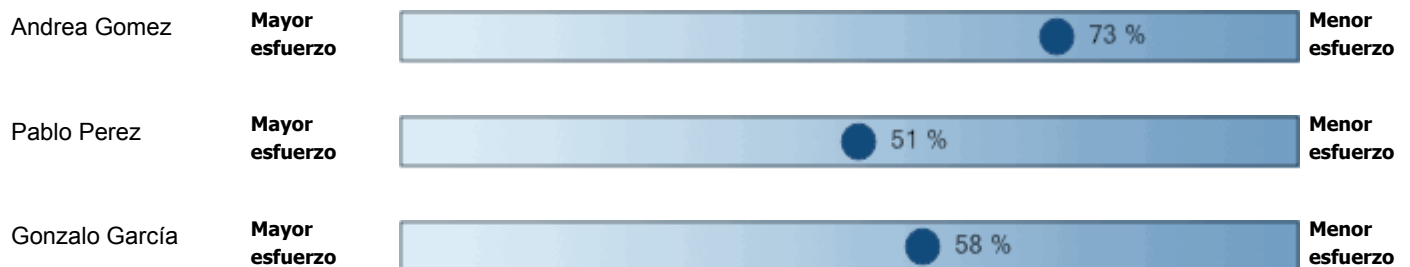 Andrea Gomez
Mayor
esfuerzo
73 %
Menor
esfuerzo
Pablo Perez
Mayor
esfuerzo
51 %
Menor
esfuerzo
Gonzalo García
Mayor
esfuerzo
58 %
Menor
esfuerzo